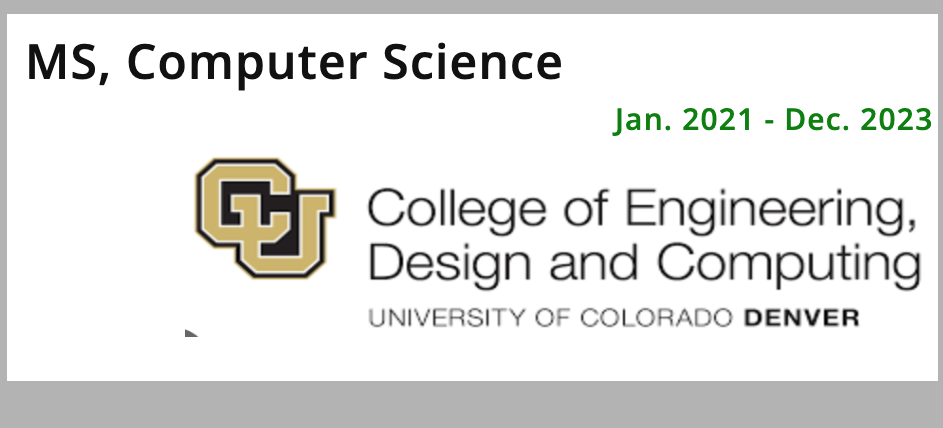 MS, Computer Science
Jan. 2021 - Dec. 2023
CU
College of Engineering,
Design and Computing
UNIVERSITY OF COLORADO DENVER